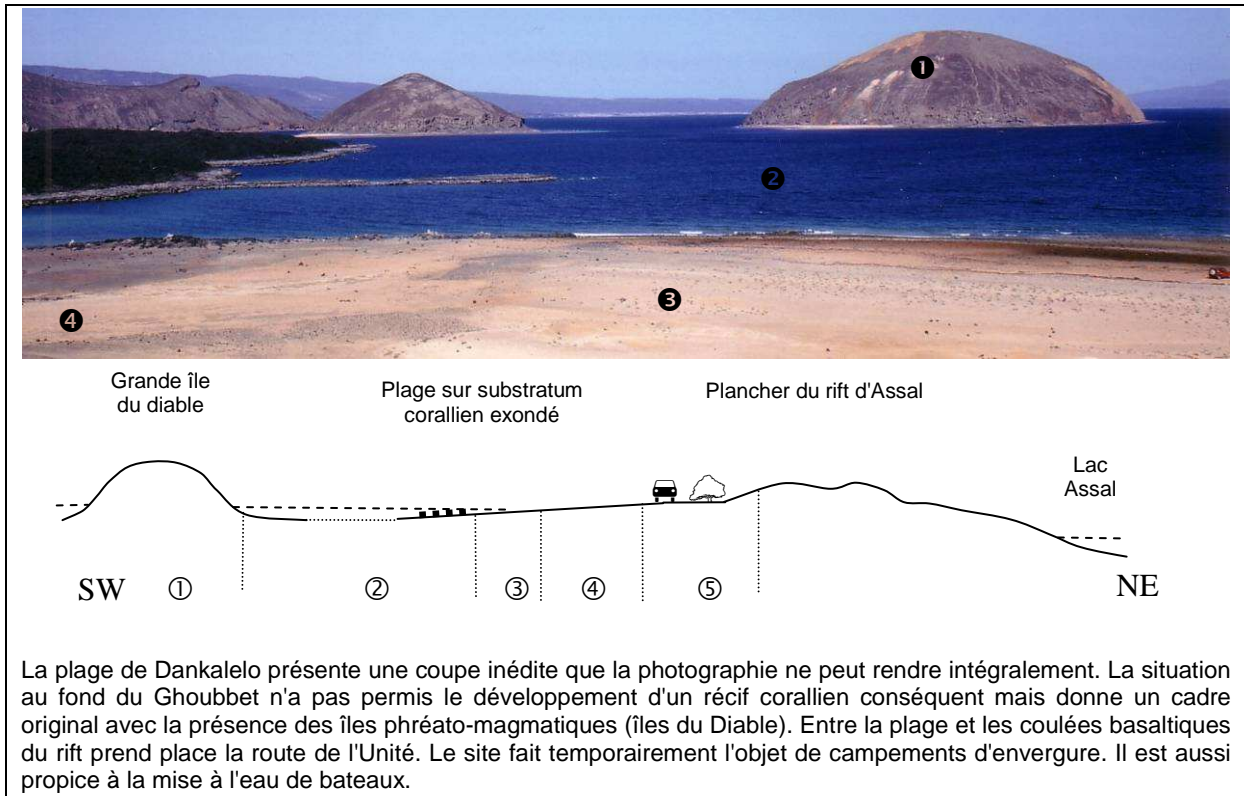 ❶
❷
❸
❹
Grande île
du diable
Plage sur substratum
corallien exondé
Plancher du rift d'Assal
Lac
Assal
SW ① ② ③ ④ ⑤ NE
La plage de Dankalelo présente une coupe inédite que la photographie ne peut rendre intégralement. La situation
au fond du Ghoubbet n'a pas permis le développement d'un récif corallien conséquent mais donne un cadre
original avec la présence des îles phréato-magmatiques (îles du Diable). Entre la plage et les coulées basaltiques
du rift prend place la route de l'Unité. Le site fait temporairement l'objet de campements d'envergure. Il est aussi
propice à la mise à l'eau de bateaux.